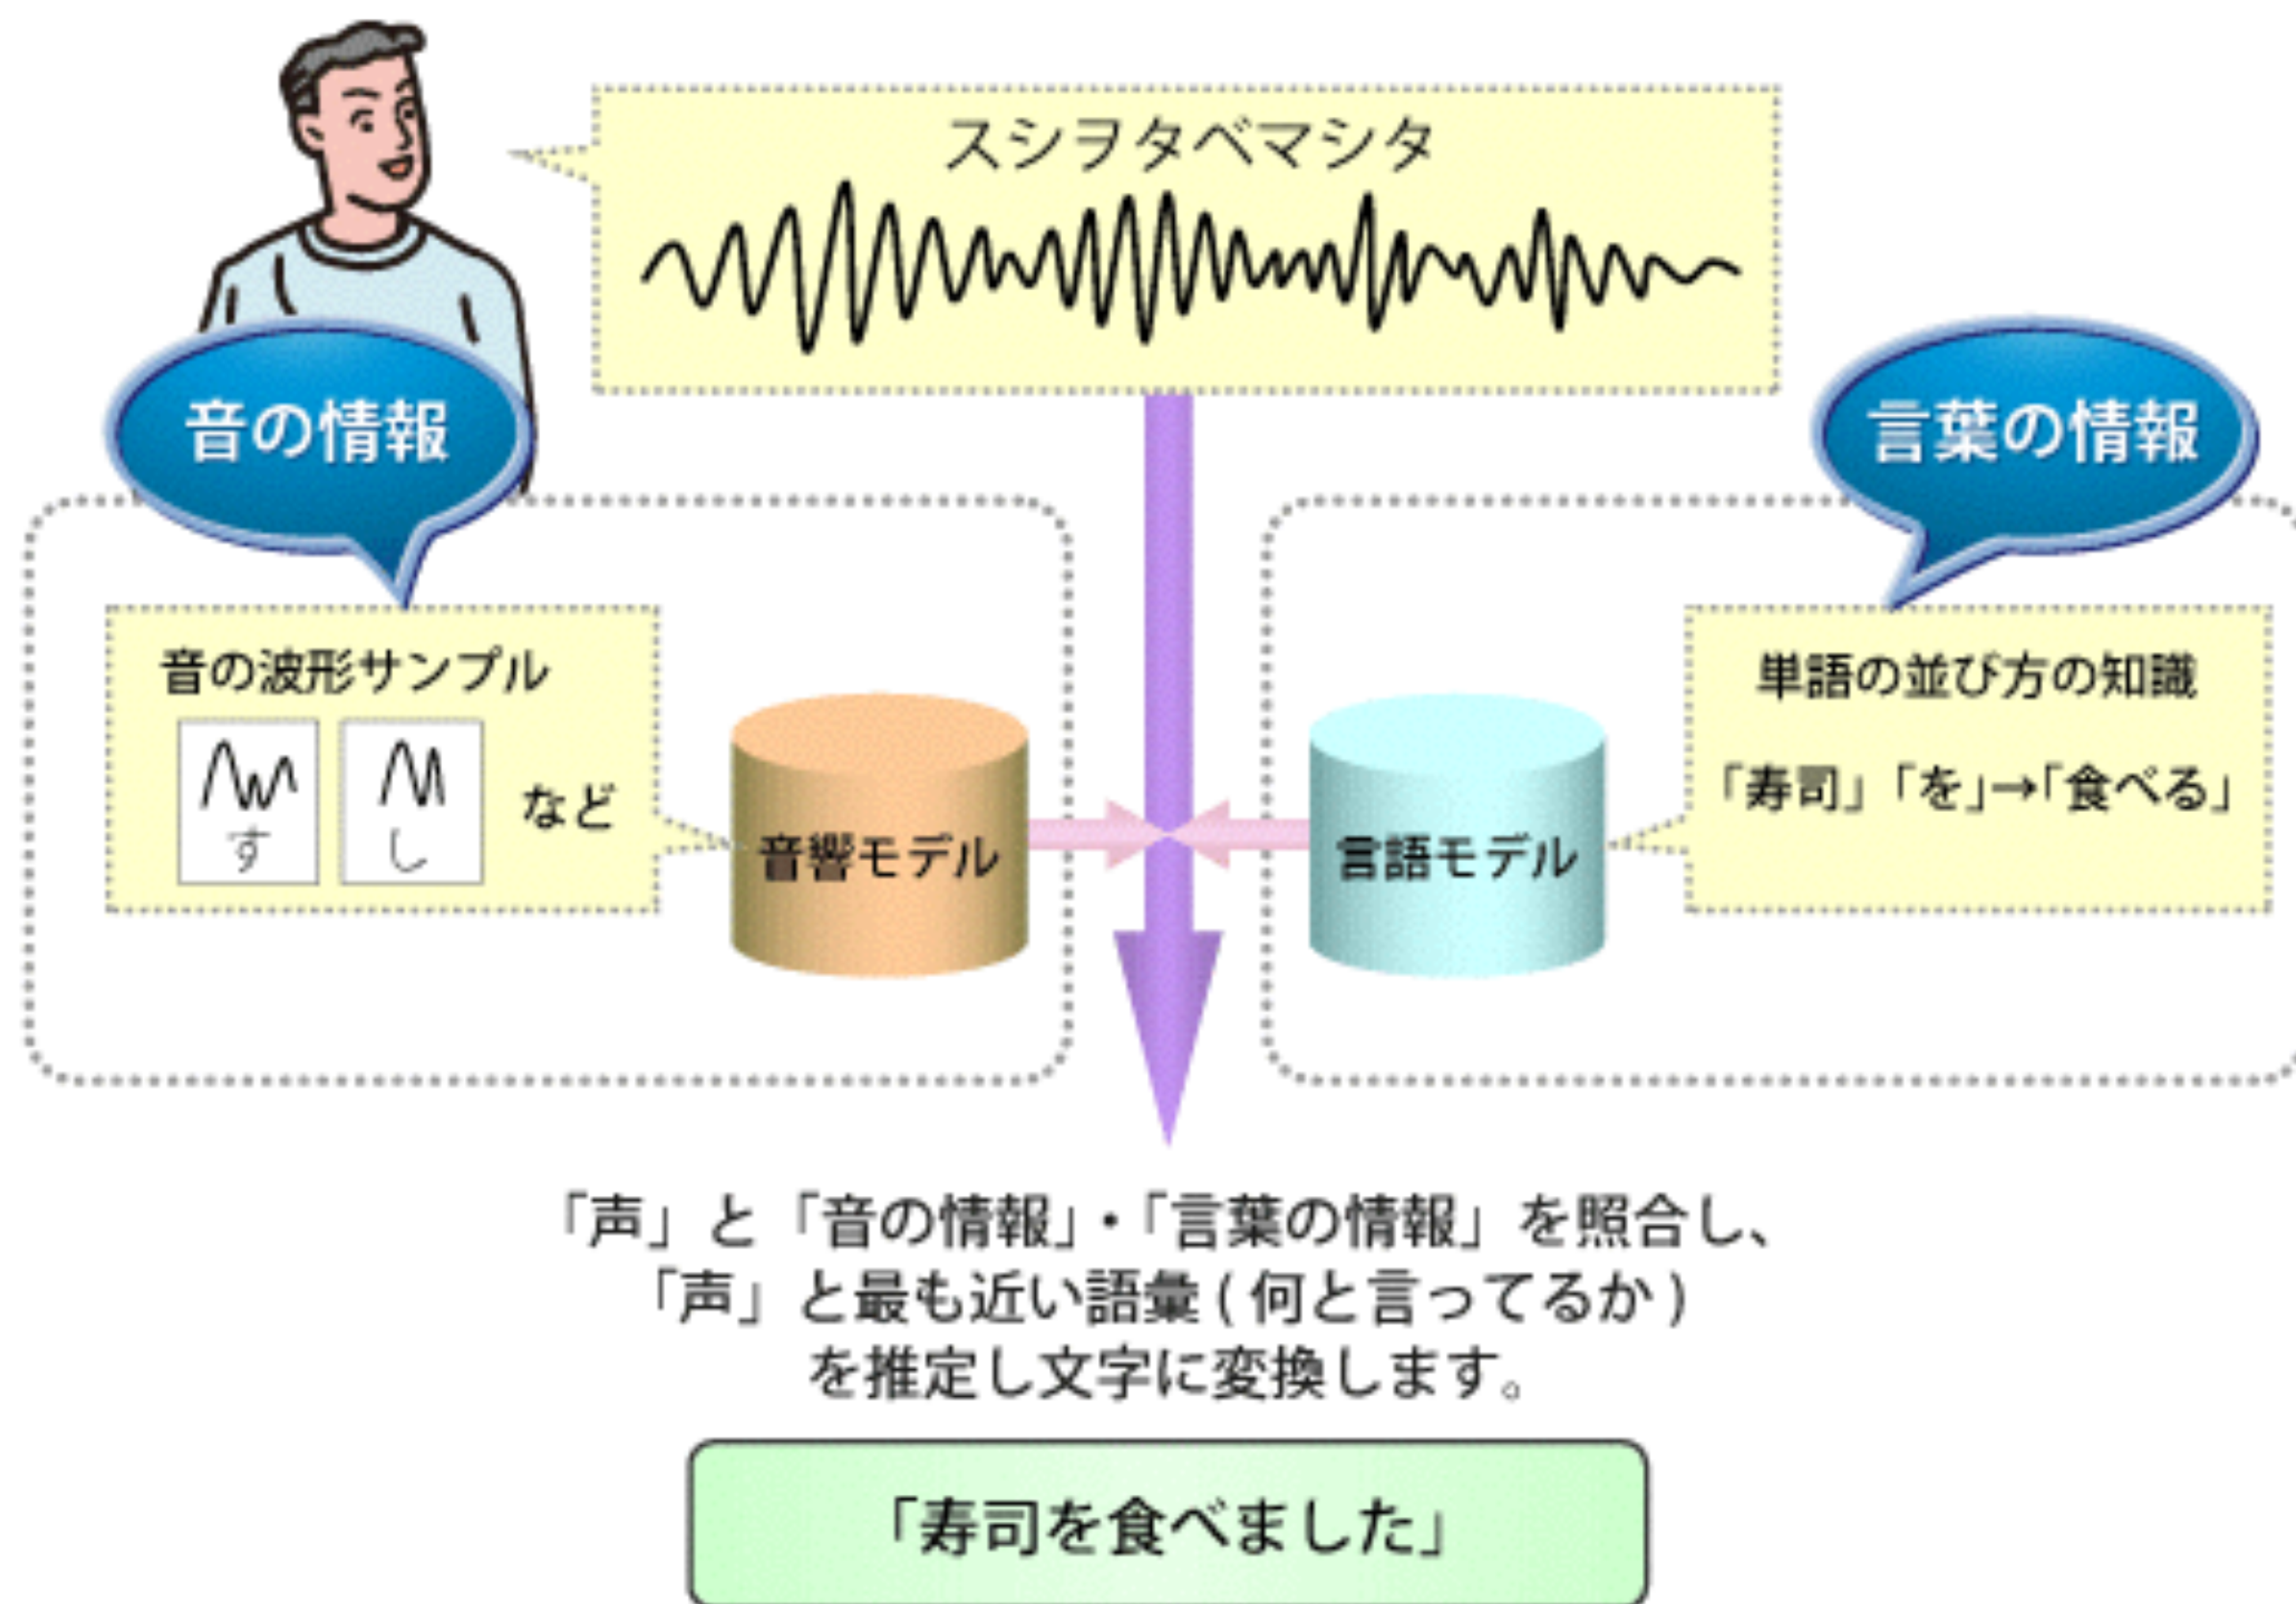 スシヲタベマシタ
音の情報
言葉の情報
音の波形サンプル
す
し
など
音響モデル
言語モデル
単語の並び方の知識
「寿司」「を」→「食べる」
「声」と「音の情報」・「言葉の情報」を照合し、
「声」と最も近い語彙(何と言ってるか)
を推定し文字に変換します。
「寿司を食べました」